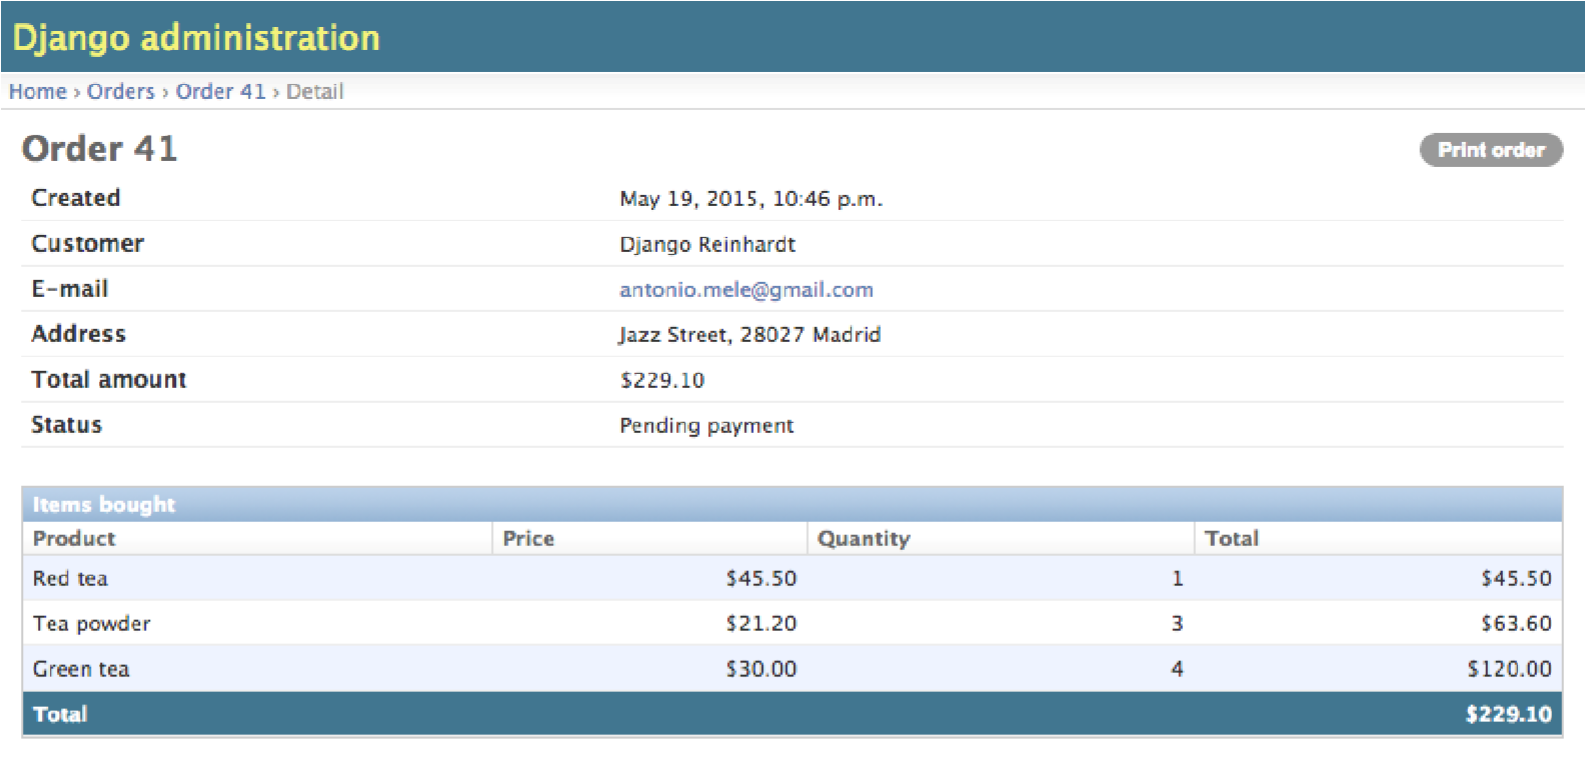 Django administration
Home › Orders › Order 41 › Detail
Order 41 Print order
Created May 19, 2015, 10:46 p.m.
Customer Django Reinhardt
E-mail antonio.mele@gmail.com
Address Jazz Street, 28027 Madrid
Total amount $229.10
Status Pending payment
Items bought
Product Price Quantity Total
Red tea $45.50 1 $45.50
Tea powder $21.20 3 $63.60
Green tea $30.00 4 $120.00
Total $229.10